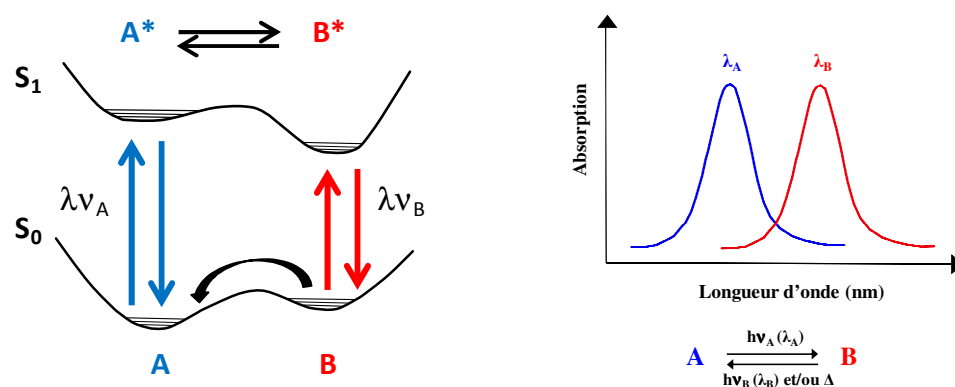 A* B*
S1
λνA λνB
S0
A B
λA λB
Absorption
Longueur d'onde (nm)
hνA (λA)
A B
hνB (λB) et/ou Δ